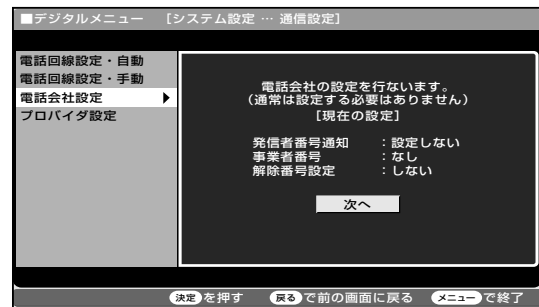 ■デジタルメニュー [システム設定 … 通信設定]
電話回線設定・自動
電話回線設定・手動
電話会社設定 ▶
プロバイダ設定
電話会社の設定を行ないます。
(通常は設定する必要はありません)
[現在の設定]
発信者番号通知 :設定しない
事業者番号 :なし
解除番号設定 :しない
次へ
決定を押す 戻るで前の画面に戻る メニューで終了